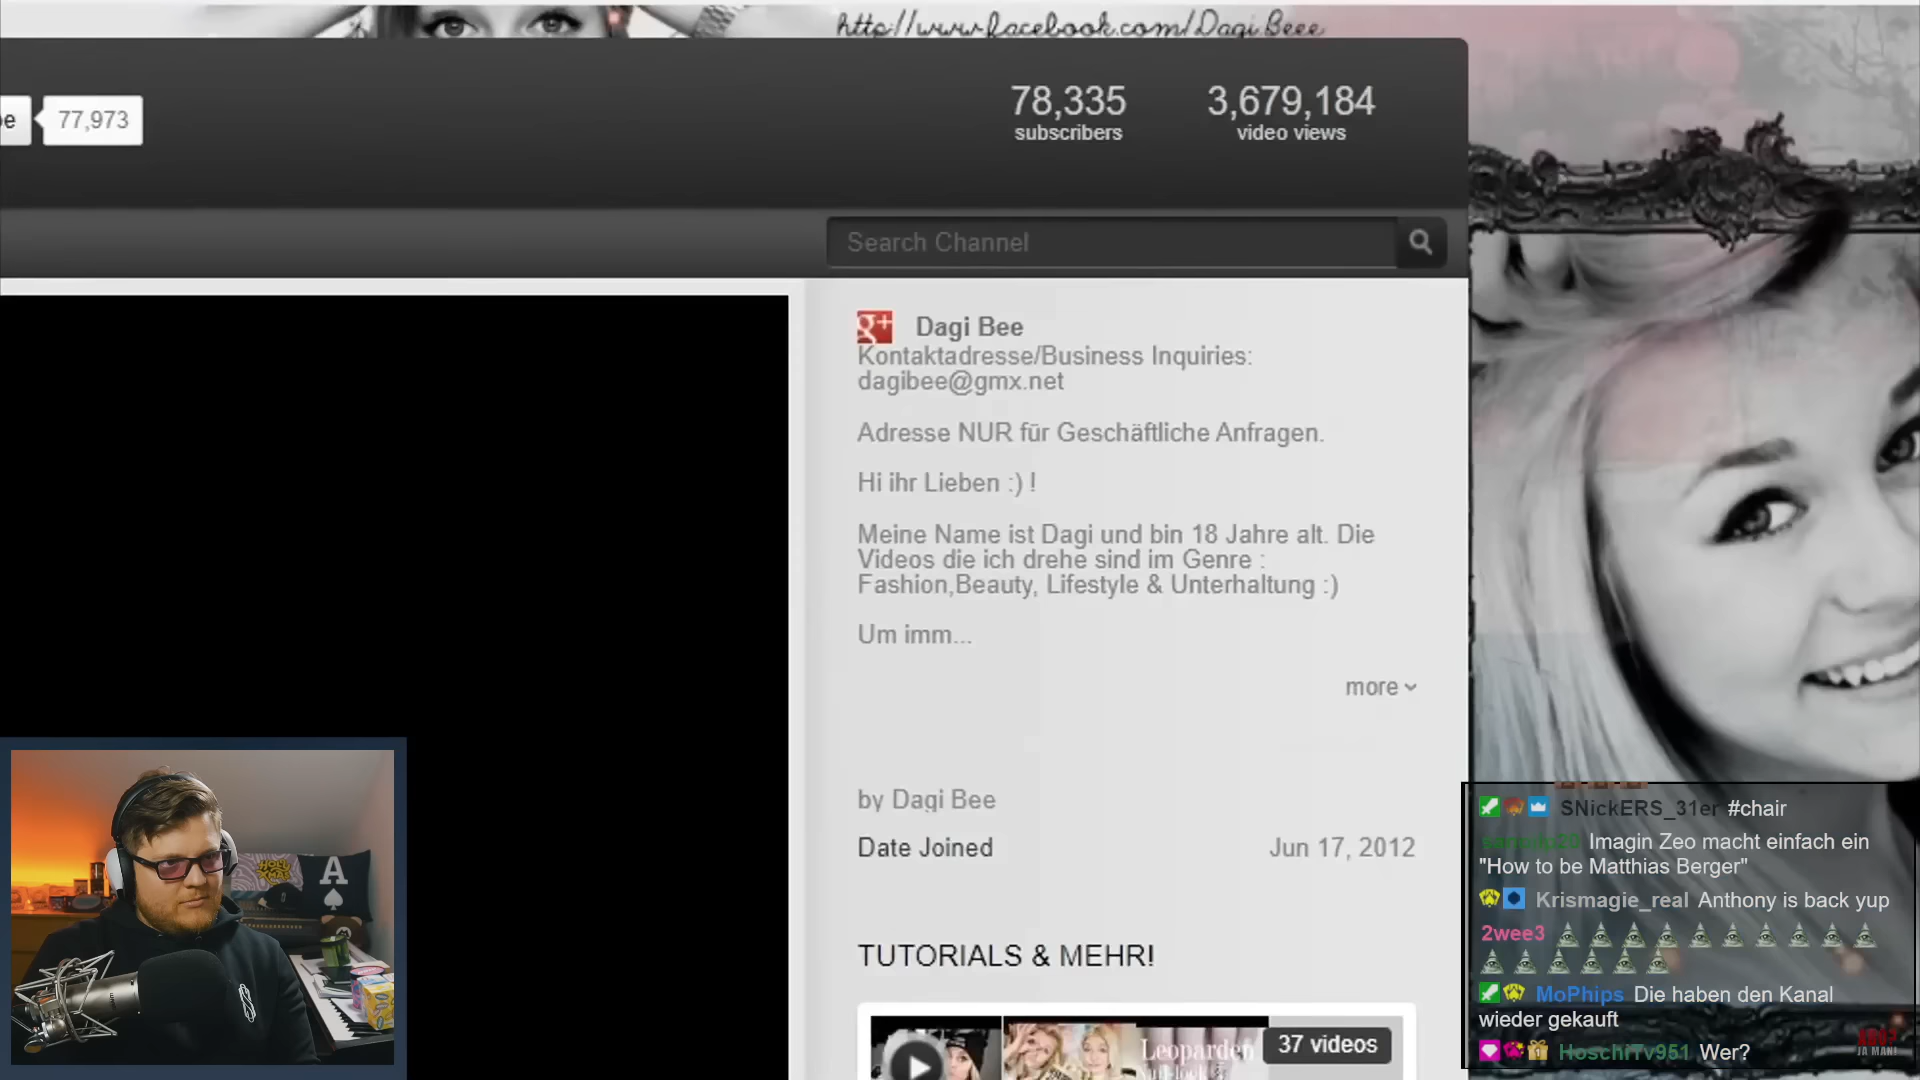 http://www.facebook.com/Dagi.Beee
78,335
subscribers
3,679,184
video views
77,973
Search Channel
g+ Dagi Bee
Kontaktadresse/Business Inquiries:
dagibee@gmx.net
Adresse NUR für Geschäftliche Anfragen.
Hi ihr Lieben :) !
Meine Name ist Dagi und bin 18 Jahre alt. Die
Videos die ich drehe sind im Genre :
Fashion,Beauty, Lifestyle & Unterhaltung :)
Um imm...
more
by Dagi Bee
Date Joined
Jun 17, 2012
TUTORIALS & MEHR!
Leoparden
37 videos
A
SNickERS_31er #chair
Imagin Zeo macht einfach ein
"How to be Matthias Berger"
Krismagie_real Anthony is back yup
2wee3
MoPhips Die haben den Kanal
wieder gekauft
HoschiTv951 Wer?
JA MAN!